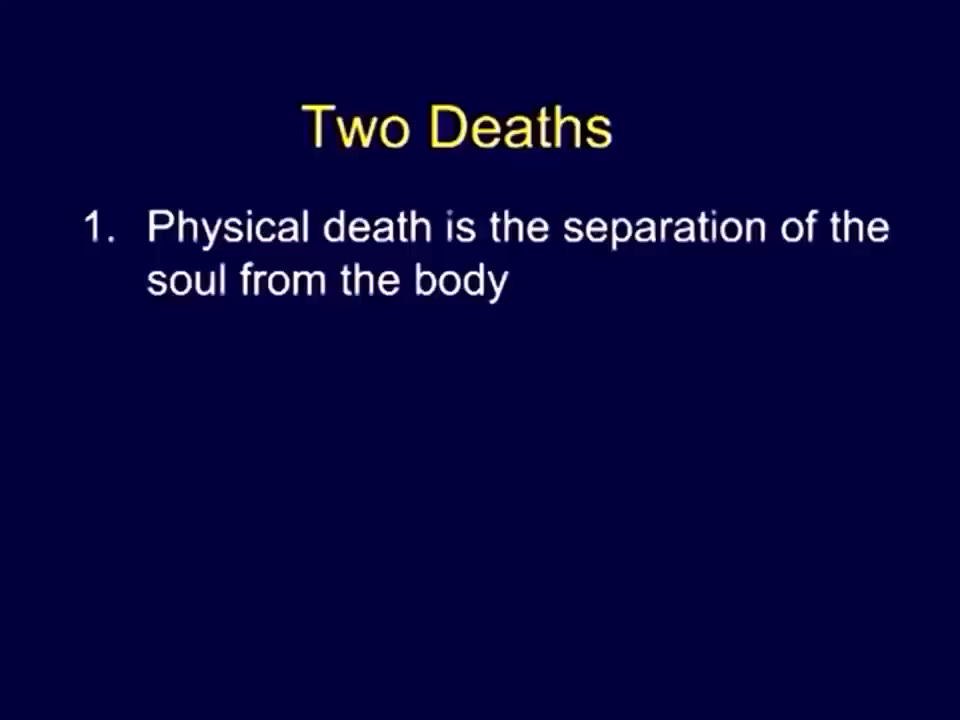 Two Deaths
1. Physical death is the separation of the
soul from the body